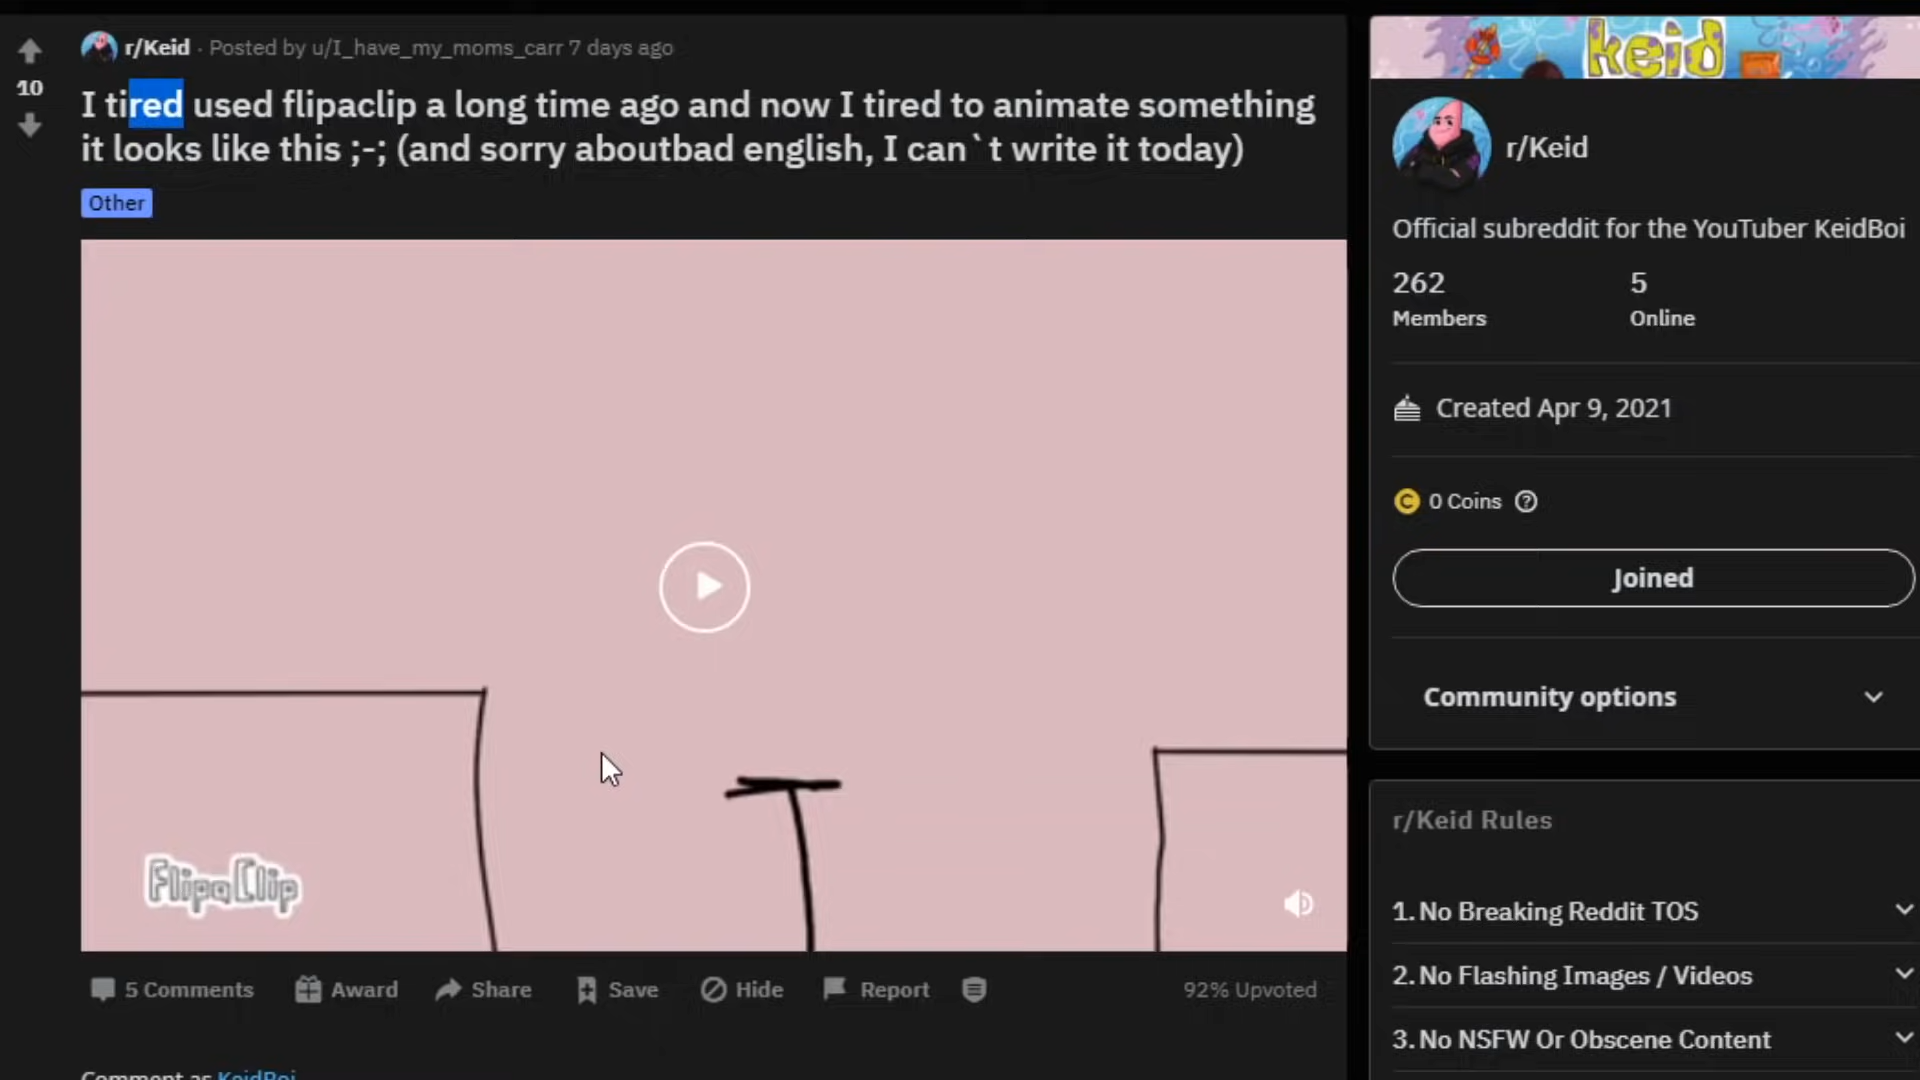 r/Keid · Posted by u/I_have_my_moms_carr 7 days ago
10
I tired used flipaclip a long time ago and now I tired to animate something
it looks like this ;-; (and sorry aboutbad english, I can`t write it today)
Other
FlipaClip
5 Comments
Award
Share
Save
Hide
Report
92% Upvoted
Comment as KeidBoi
keid
r/Keid
Official subreddit for the YouTuber KeidBoi
262
5
Members
Online
Created Apr 9, 2021
0 Coins
Joined
Community options
r/Keid Rules
1. No Breaking Reddit TOS
2. No Flashing Images / Videos
3. No NSFW Or Obscene Content